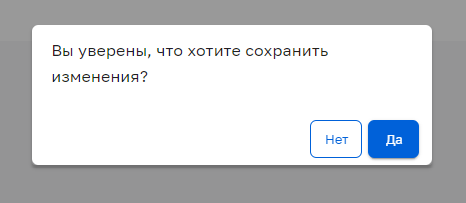 Вы уверены, что хотите сохранить
изменения?
Нет
Да